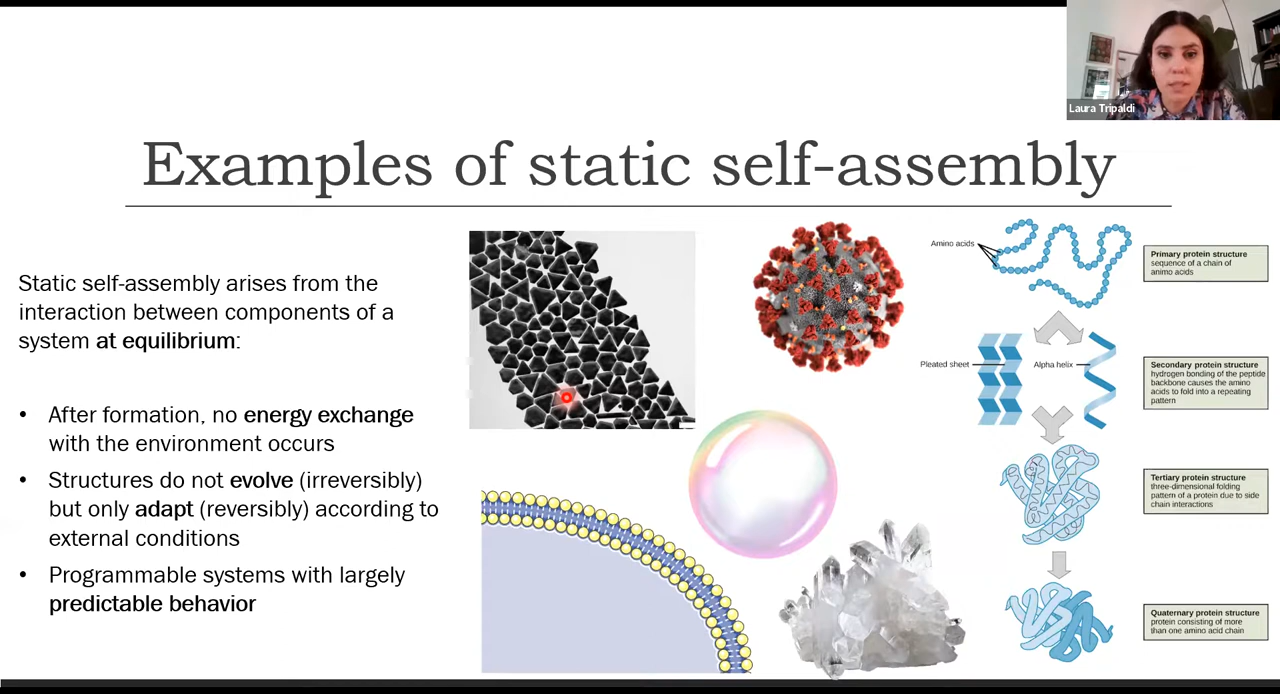 Laura Tripaldi
Examples of static self-assembly
Static self-assembly arises from the
interaction between components of a
system at equilibrium:
• After formation, no energy exchange
with the environment occurs
• Structures do not evolve (irreversibly)
but only adapt (reversibly) according to
external conditions
• Programmable systems with largely
predictable behavior
Amino acids
Primary protein structure
sequence of a chain of
animo acids
Pleated sheet
Alpha helix
Secondary protein structure
hydrogen bonding of the peptide
backbone causes the amino
acids to fold into a repeating
pattern
Tertiary protein structure
three-dimensional folding
pattern of a protein due to side
chain interactions
Quaternary protein structure
protein consisting of more
than one amino acid chain